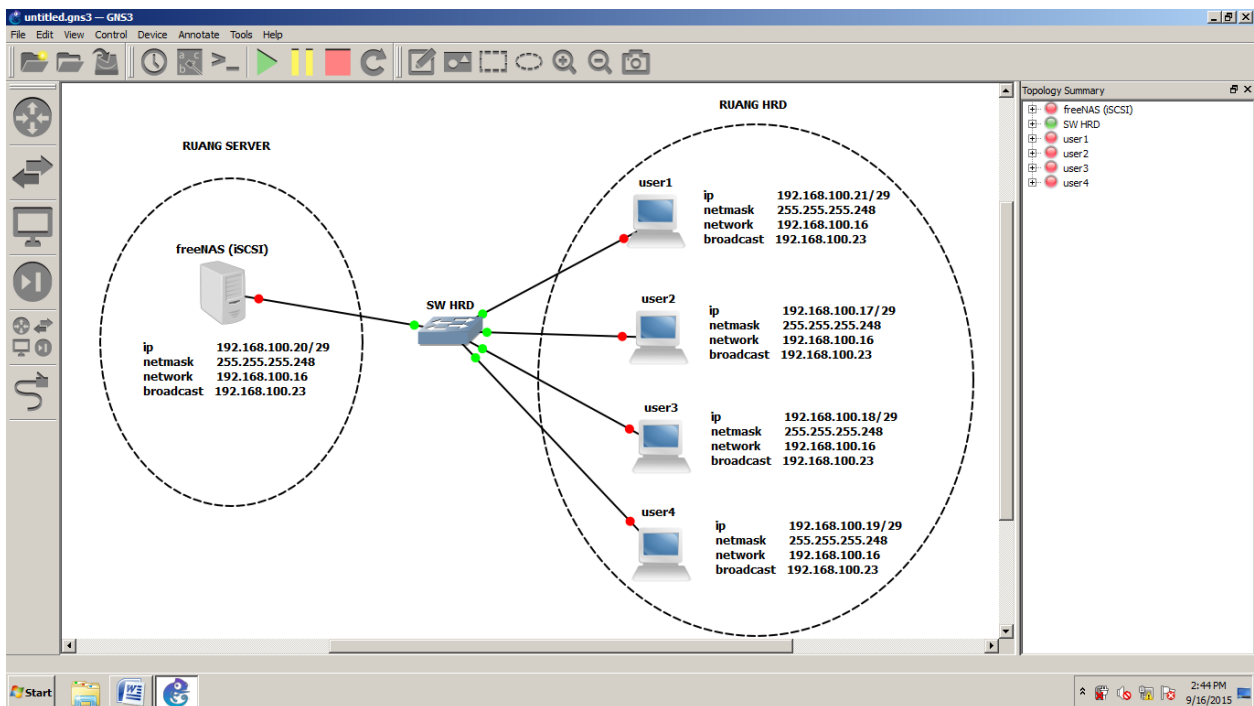 untitled.gns3 — GNS3
File Edit View Control Device Annotate Tools Help
Topology Summary
freeNAS (iSCSI)
SW HRD
user1
user2
user3
user4
RUANG SERVER
freeNAS (iSCSI)
ip 192.168.100.20/29
netmask 255.255.255.248
network 192.168.100.16
broadcast 192.168.100.23
SW HRD
RUANG HRD
user1
ip 192.168.100.21/29
netmask 255.255.255.248
network 192.168.100.16
broadcast 192.168.100.23
user2
ip 192.168.100.17/29
netmask 255.255.255.248
network 192.168.100.16
broadcast 192.168.100.23
user3
ip 192.168.100.18/29
netmask 255.255.255.248
network 192.168.100.16
broadcast 192.168.100.23
user4
ip 192.168.100.19/29
netmask 255.255.255.248
network 192.168.100.16
broadcast 192.168.100.23
Start
2:44 PM
9/16/2015